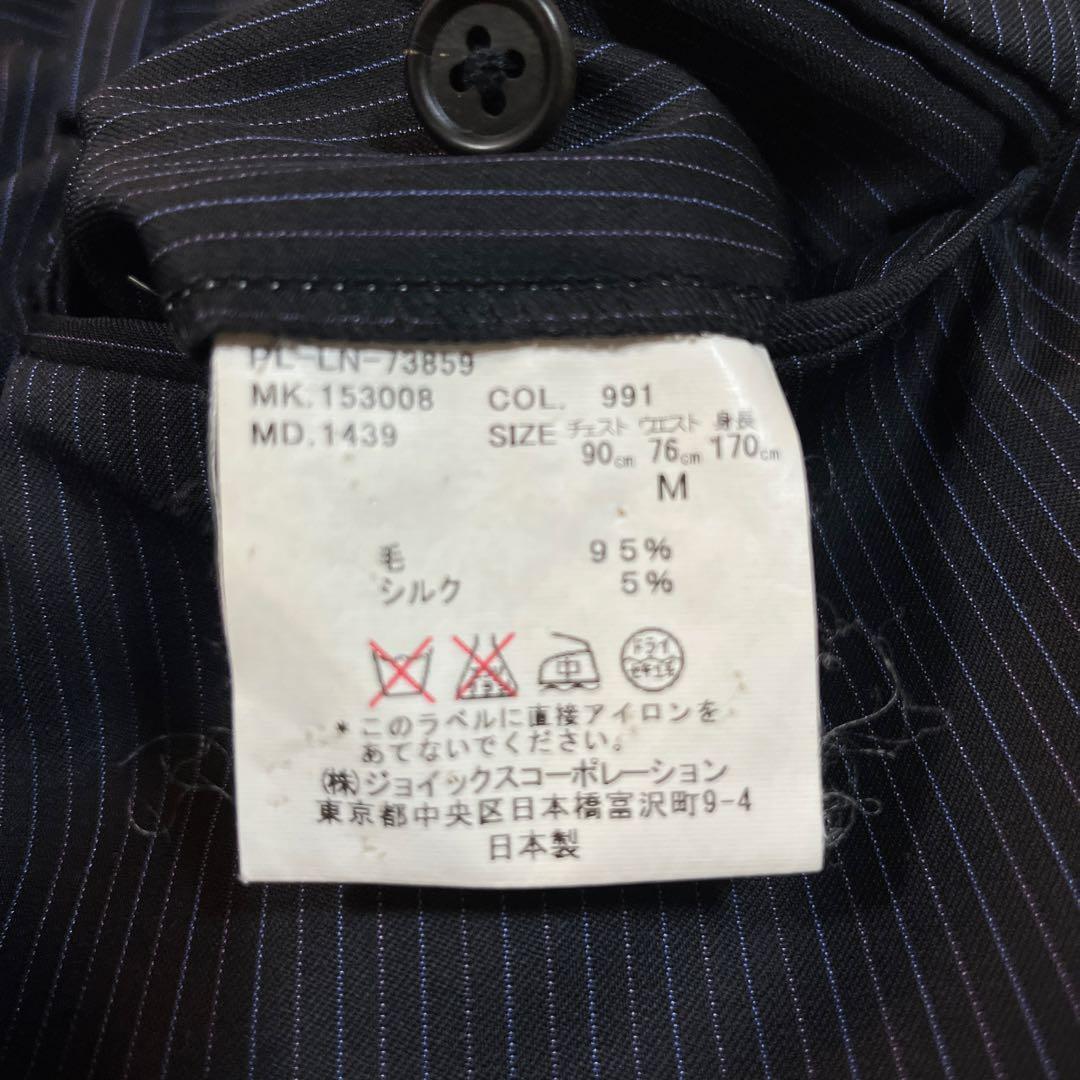 PL-LN-73859
MK.153008 COL. 991
MD.1439 SIZE チェスト ウエスト 身長
90cm 76cm 170cm
M
毛 95%
シルク 5%
中 ドライ
セキユ系
*このラベルに直接アイロンを
あてないでください。
(株)ジョイックスコーポレーション
東京都中央区日本橋富沢町9-4
日本製